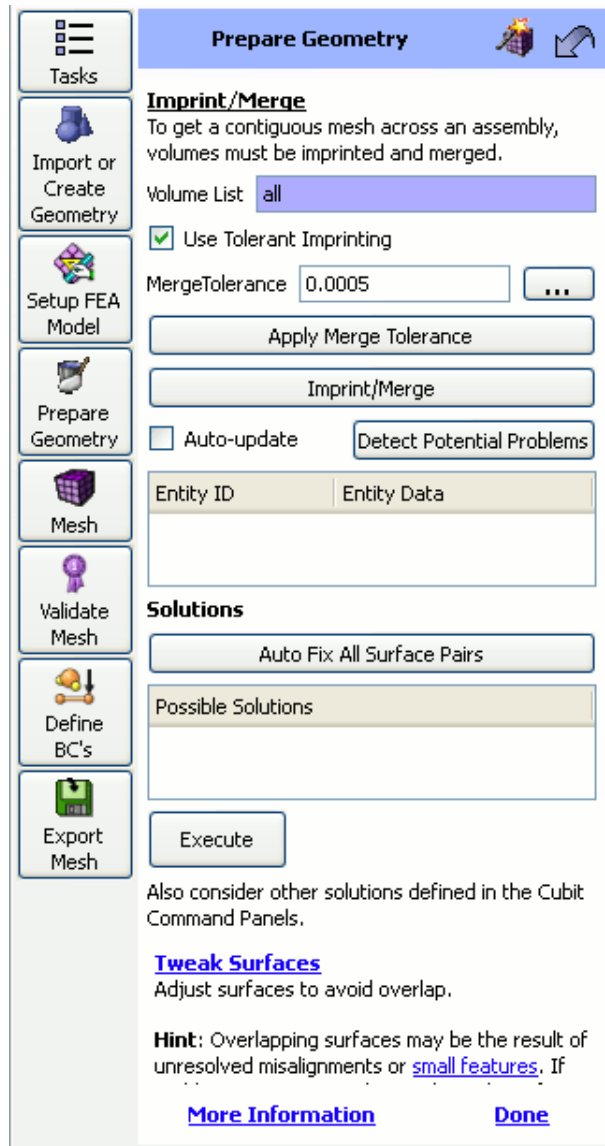 Tasks
Import or
Create
Geometry
Setup FEA
Model
Prepare
Geometry
Mesh
Validate
Mesh
Define
BC's
Export
Mesh
Prepare Geometry
Imprint/Merge
To get a contiguous mesh across an assembly,
volumes must be imprinted and merged.
Volume List all
Use Tolerant Imprinting
MergeTolerance 0.0005 ...
Apply Merge Tolerance
Imprint/Merge
Auto-update Detect Potential Problems
Entity ID Entity Data
Solutions
Auto Fix All Surface Pairs
Possible Solutions
Execute
Also consider other solutions defined in the Cubit
Command Panels.
Tweak Surfaces
Adjust surfaces to avoid overlap.
Hint: Overlapping surfaces may be the result of
unresolved misalignments or small features. If
More Information Done